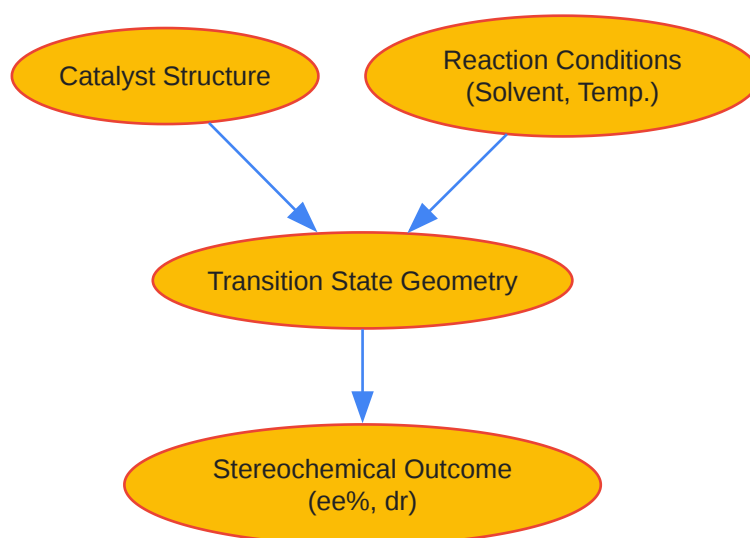 Catalyst Structure
Reaction Conditions
(Solvent, Temp.)
Transition State Geometry
Stereochemical Outcome
(ee%, dr)